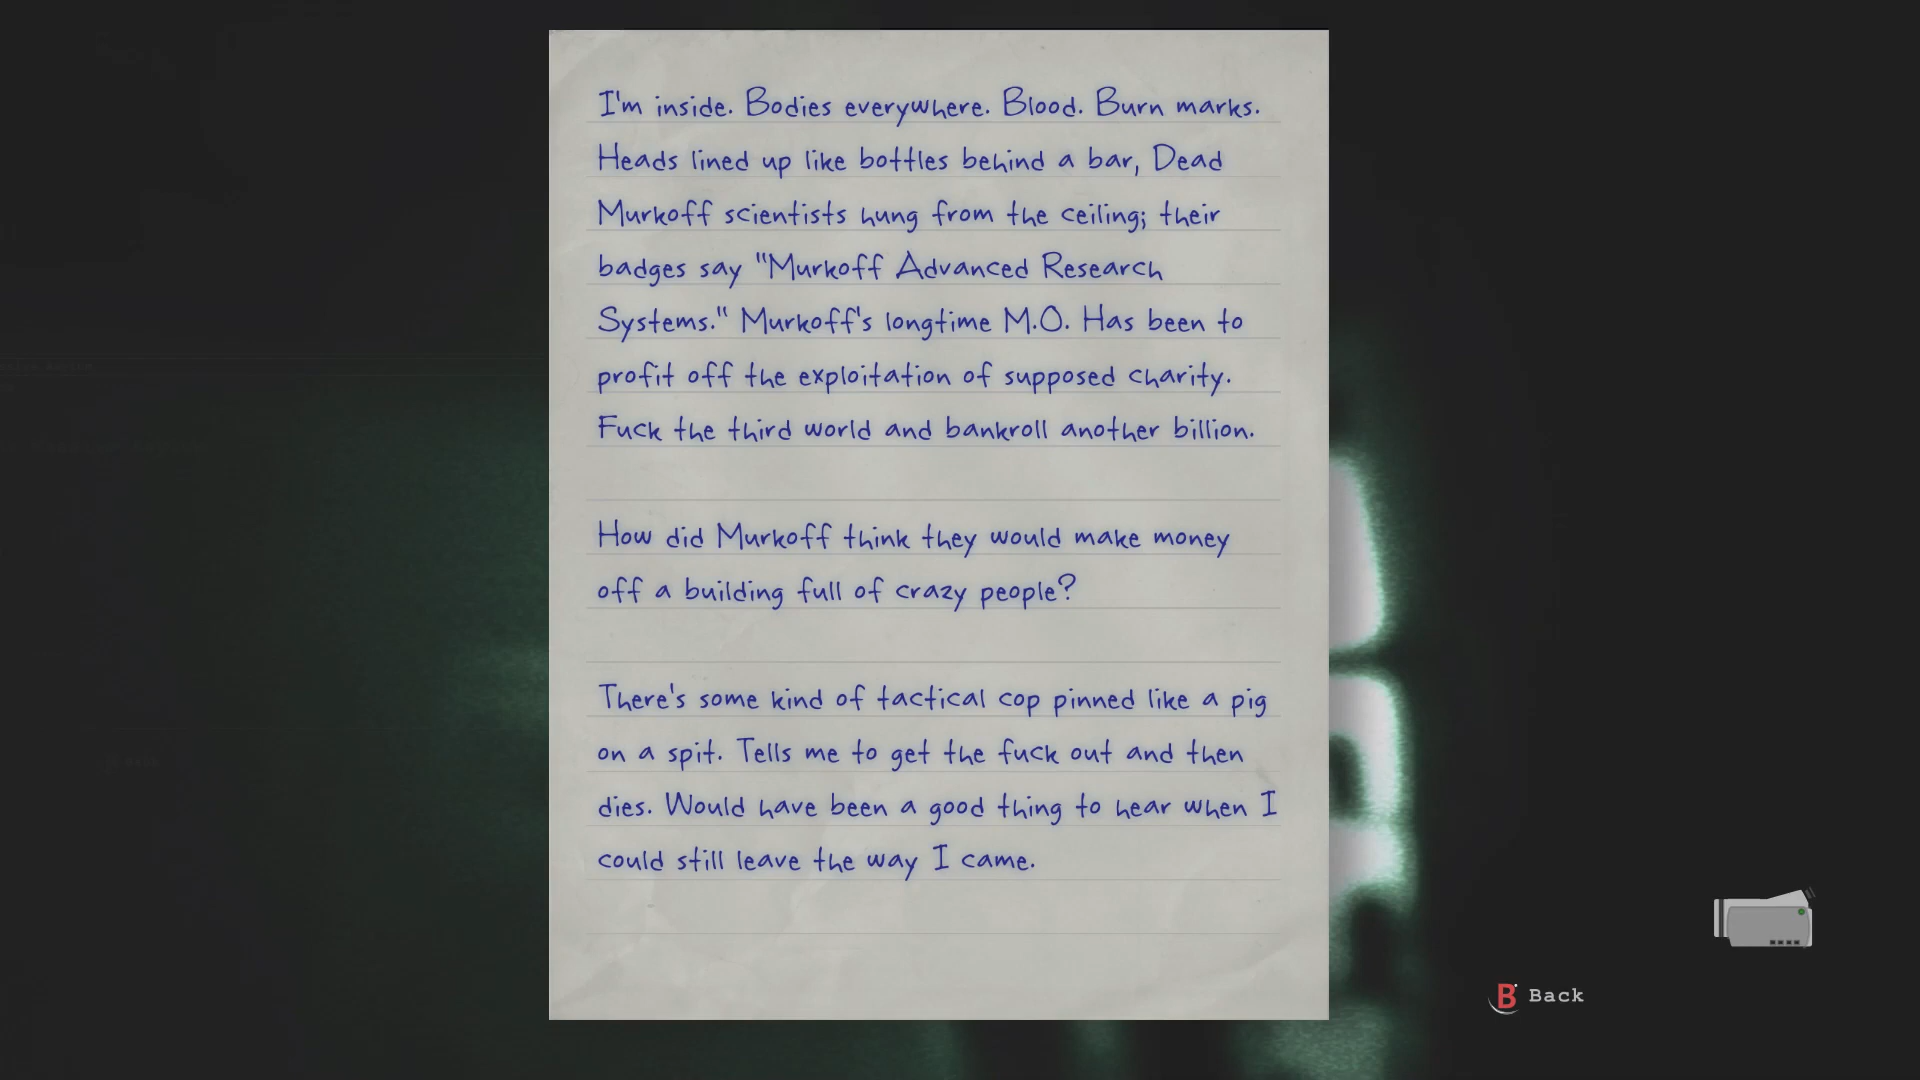 I'm inside. Bodies everywhere. Blood. Burn marks.
Heads lined up like bottles behind a bar, Dead
Murkoff scientists hung from the ceiling; their
badges say "Murkoff Advanced Research
Systems." Murkoff's longtime M.O. Has been to
profit off the exploitation of supposed charity.
Fuck the third world and bankroll another billion.
How did Murkoff think they would make money
off a building full of crazy people?
There's some kind of tactical cop pinned like a pig
on a spit. Tells me to get the fuck out and then
dies. Would have been a good thing to hear when I
could still leave the way I came.
B Back